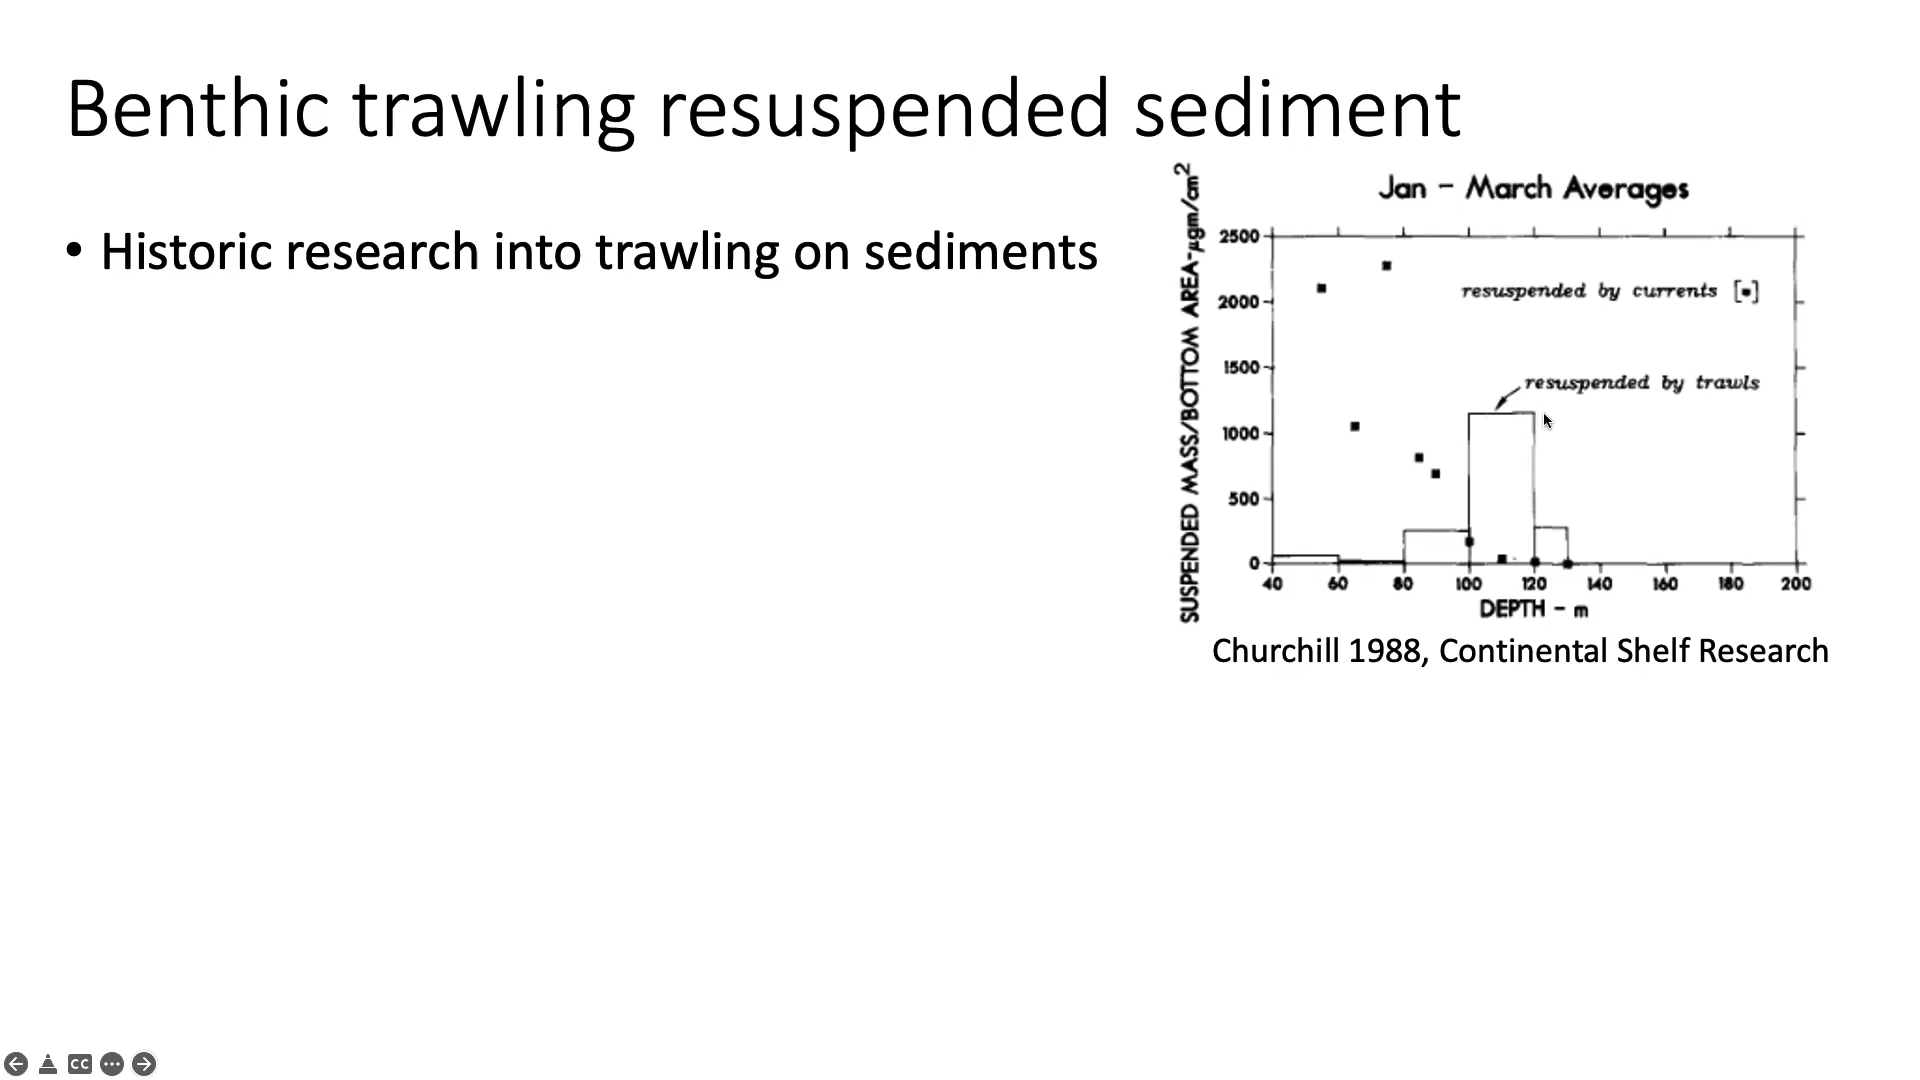 Benthic trawling resuspended sediment
• Historic research into trawling on sediments
Jan - March Averages
SUSPENDED MASS/BOTTOM AREA-μgm/cm²
2500
2000
1500
1000
500
0
resuspended by currents [▪]
resuspended by trawls
40 60 80 100 120 140 160 180 200
DEPTH - m
Churchill 1988, Continental Shelf Research
CC